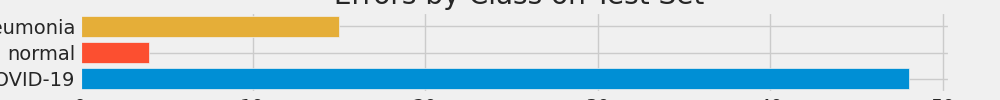 Errors by Class on Test Set
eumonia
normal
OVID-19